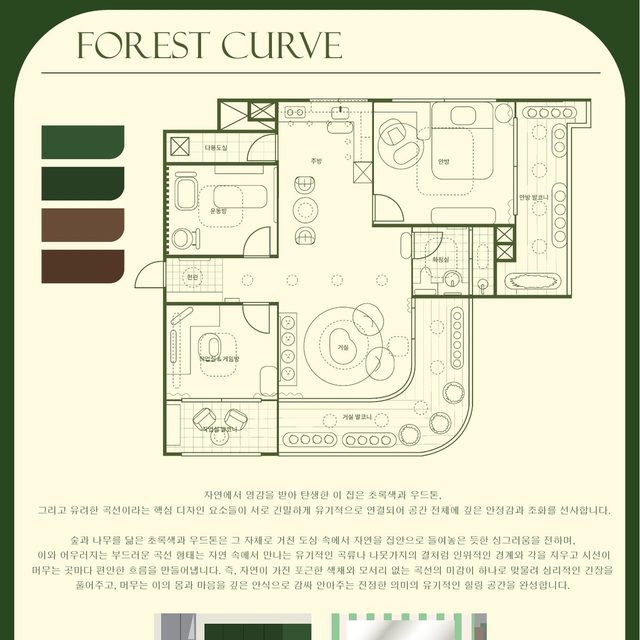 FOREST CURVE
다용도실
주방
안방
운동방
안방 발코니
화장실
현관
작업실 & 게임방
거실
거실 발코니
작업실 발코니
자연에서 영감을 받아 탄생한 이 집은 초록색과 우드톤,
그리고 유려한 곡선이라는 핵심 디자인 요소들이 서로 긴밀하게 유기적으로 연결되어 공간 전체에 깊은 안정감과 조화를 선사합니다.
숲과 나무를 닮은 초록색과 우드톤은 그 자체로 거친 도심 속에서 자연을 집안으로 들여놓은 듯한 싱그러움을 전하며,
이와 어우러지는 부드러운 곡선 형태는 자연 속에서 만나는 유기적인 곡류나 나뭇가지의 결처럼 인위적인 경계와 각을 지우고 시선이
머무는 곳마다 편안한 흐름을 만들어냅니다. 즉, 자연이 가진 포근한 색채와 모서리 없는 곡선의 미감이 하나로 맞물려 심리적인 긴장을
풀어주고, 머무는 이의 몸과 마음을 깊은 안식으로 감싸 안아주는 진정한 의미의 유기적인 힐링 공간을 완성합니다.